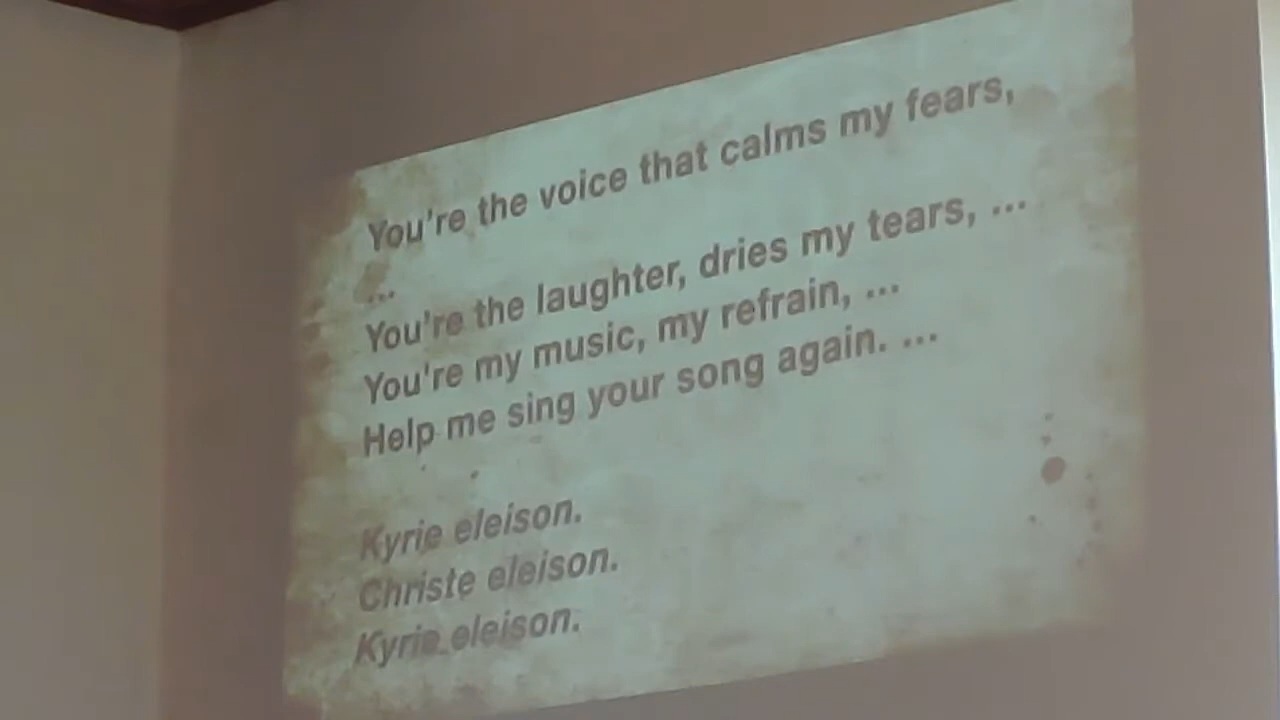 You're the voice that calms my fears,
...
You're the laughter, dries my tears, ...
You're my music, my refrain, ...
Help me sing your song again. ...
Kyrie eleison.
Christe eleison.
Kyrie eleison.